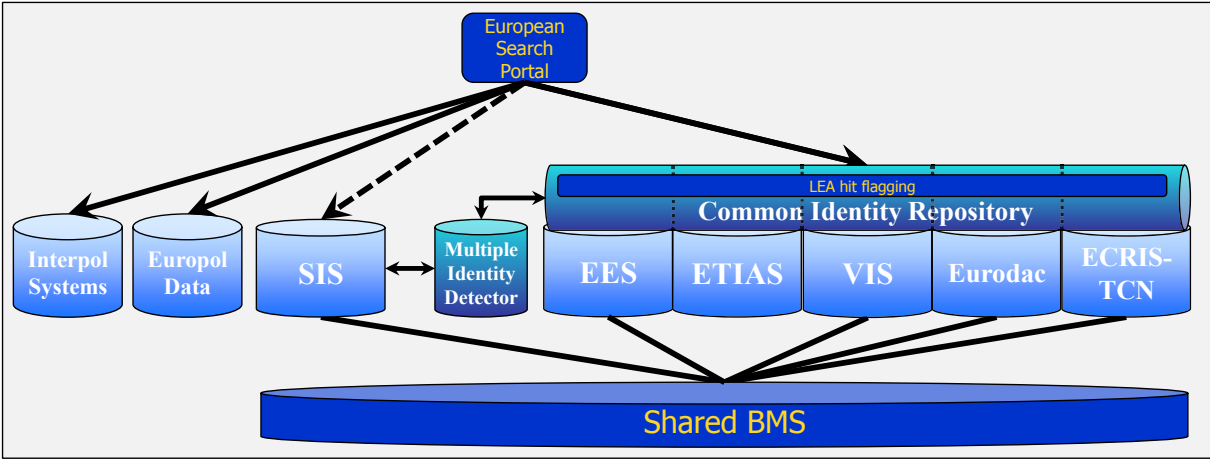 European
Search
Portal
LEA hit flagging
Common Identity Repository
Interpol
Systems
Europol
Data
SIS
Multiple
Identity
Detector
EES
ETIAS
VIS
Eurodac
ECRIS-
TCN
Shared BMS